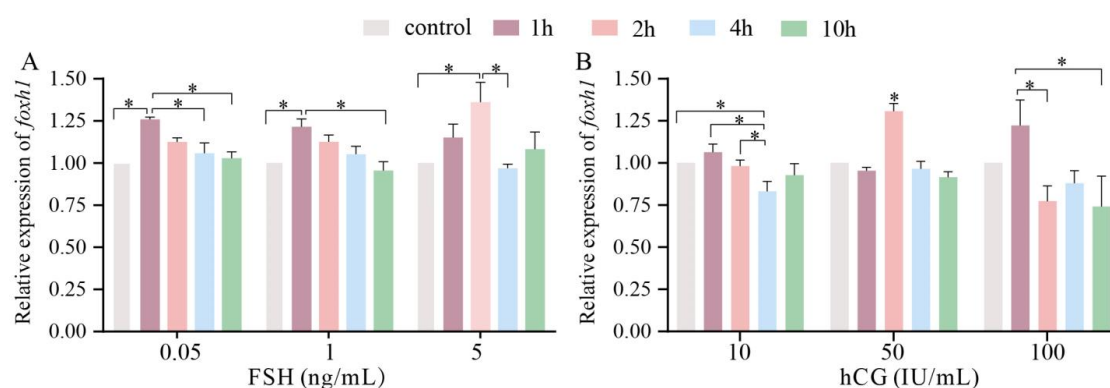 control 1h 2h 4h 10h
A
Relative expression of foxh1
1.50
1.25
1.00
0.75
0.50
0.25
0.00
* * *
* *
* *
0.05 1 5
FSH (ng/mL)
B
Relative expression of foxh1
1.50
1.25
1.00
0.75
0.50
0.25
0.00
* * *
*
* *
10 50 100
hCG (IU/mL)